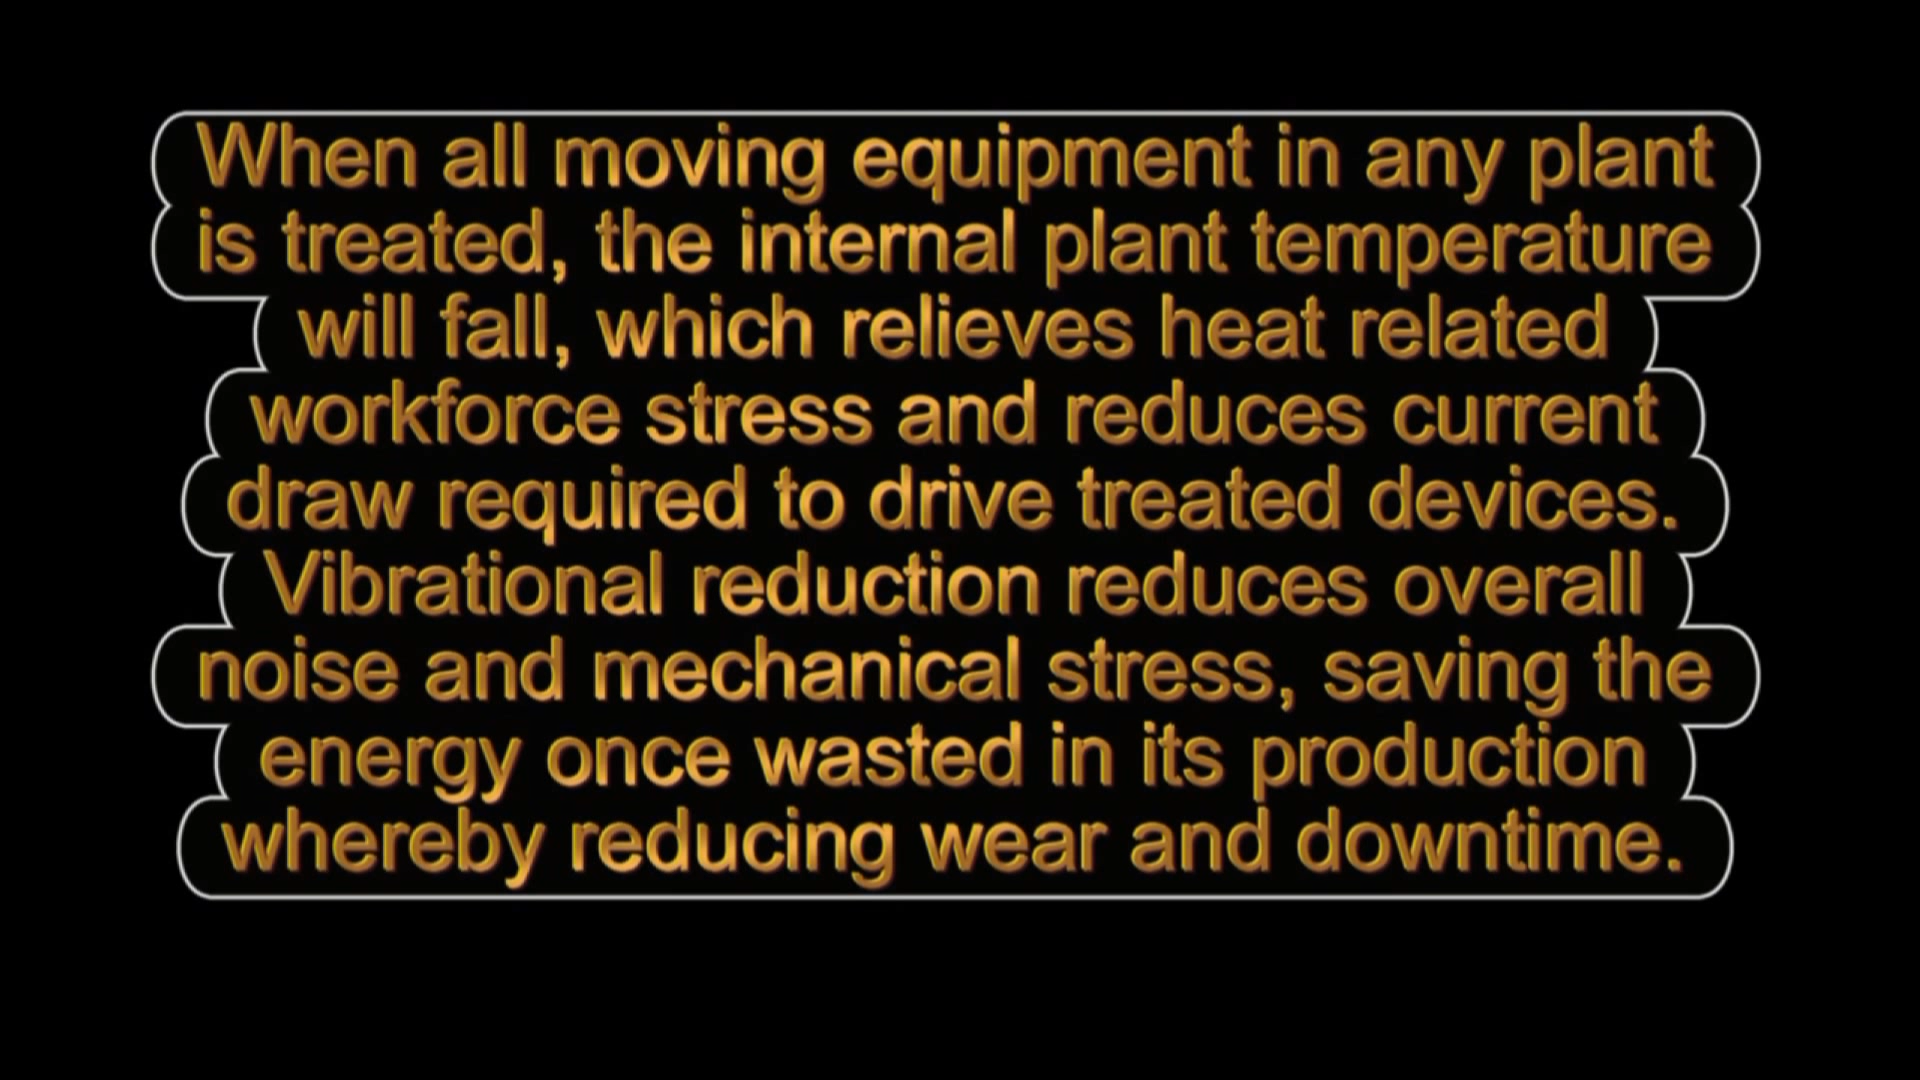 When all moving equipment in any plant
is treated, the internal plant temperature
will fall, which relieves heat related
workforce stress and reduces current
draw required to drive treated devices.
Vibrational reduction reduces overall
noise and mechanical stress, saving the
energy once wasted in its production
whereby reducing wear and downtime.